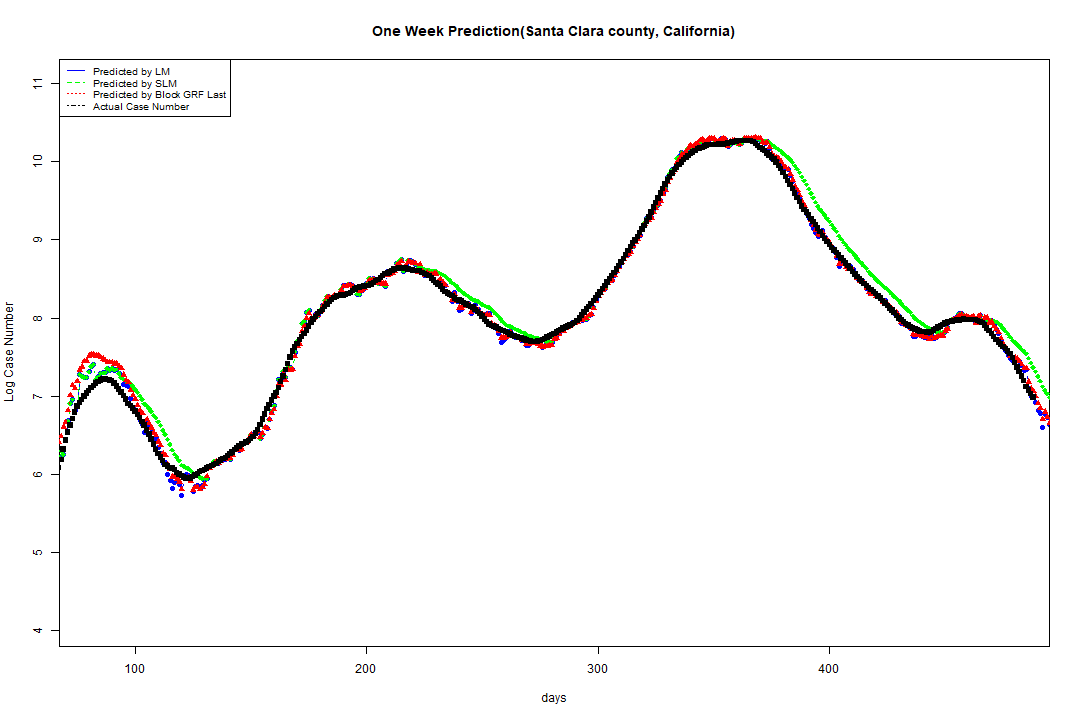 One Week Prediction(Santa Clara county, California)
Predicted by LM
Predicted by SLM
Predicted by Block GRF Last
Actual Case Number
Log Case Number
11
10
9
8
7
6
5
4
100 200 300 400
days